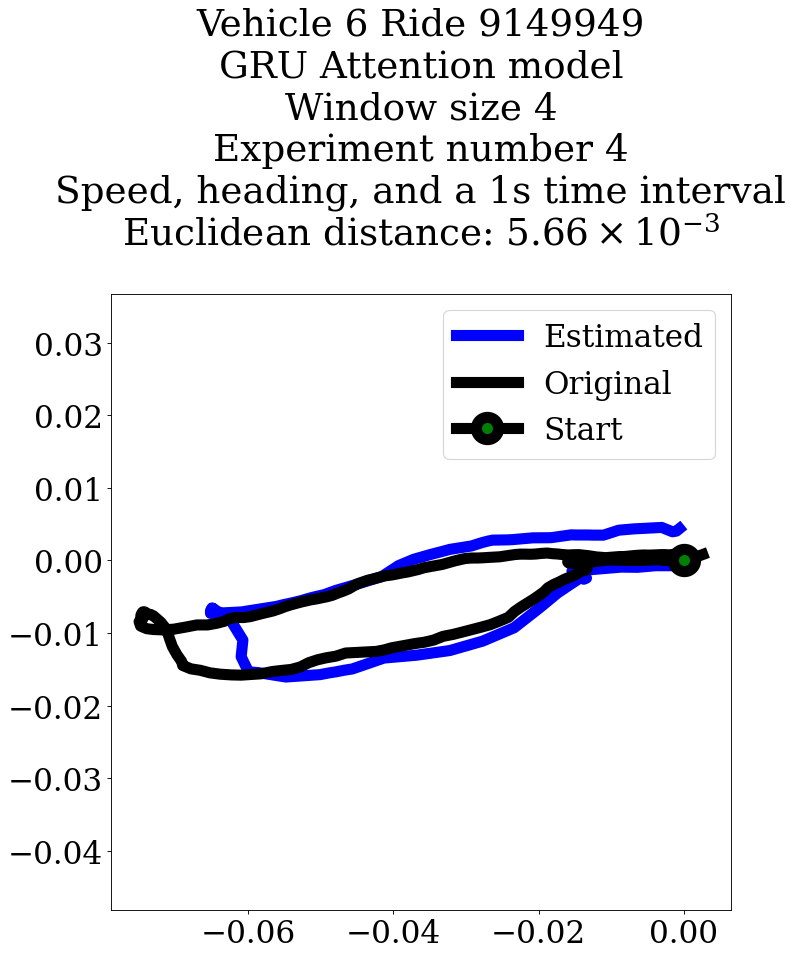 Vehicle 6 Ride 9149949
GRU Attention model
Window size 4
Experiment number 4
Speed, heading, and a 1s time interval
Euclidean distance: 5.66 × 10⁻³
Estimated
Original
Start
0.03
0.02
0.01
0.00
−0.01
−0.02
−0.03
−0.04
−0.06
−0.04
−0.02
0.00